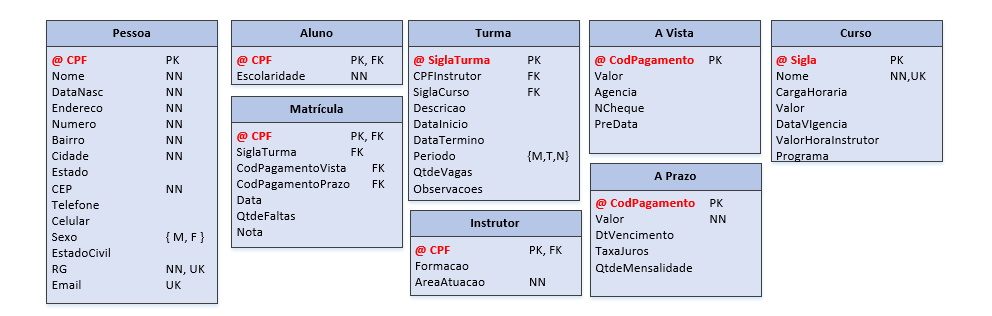 Pessoa
@ CPF PK
Nome NN
DataNasc NN
Endereco NN
Numero NN
Bairro NN
Cidade NN
Estado
CEP NN
Telefone
Celular
Sexo { M, F }
EstadoCivil
RG NN, UK
Email UK
Aluno
@ CPF PK, FK
Escolaridade NN
Matrícula
@ CPF PK, FK
SiglaTurma FK
CodPagamentoVista FK
CodPagamentoPrazo FK
Data
QtdeFaltas
Nota
Turma
@ SiglaTurma PK
CPFInstrutor FK
SiglaCurso FK
Descricao
DataInicio
DataTermino
Periodo {M,T,N}
QtdeVagas
Observacoes
Instrutor
@ CPF PK, FK
Formacao
AreaAtuacao NN
A Vista
@ CodPagamento PK
Valor
Agencia
NCheque
PreData
A Prazo
@ CodPagamento PK
Valor NN
DtVencimento
TaxaJuros
QtdeMensalidade
Curso
@ Sigla PK
Nome NN,UK
CargaHoraria
Valor
DataVIgencia
ValorHoraInstrutor
Programa